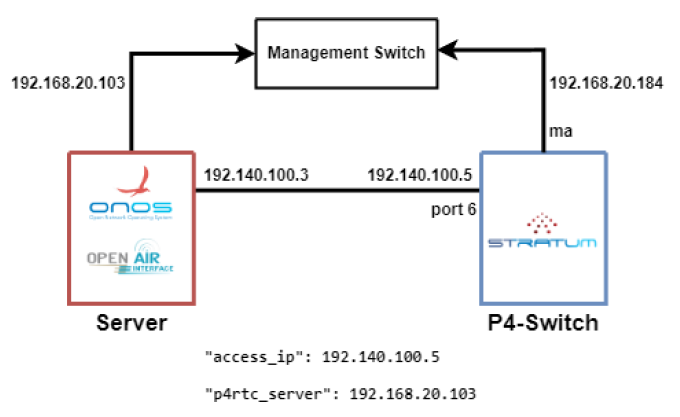 Management Switch
192.168.20.103
192.168.20.184
ma
192.140.100.3
192.140.100.5
port 6
onos
Open Network Operating System
OPEN AIR
INTERFACE
STRATUM
Server
P4-Switch
"access_ip": 192.140.100.5
"p4rtc_server": 192.168.20.103